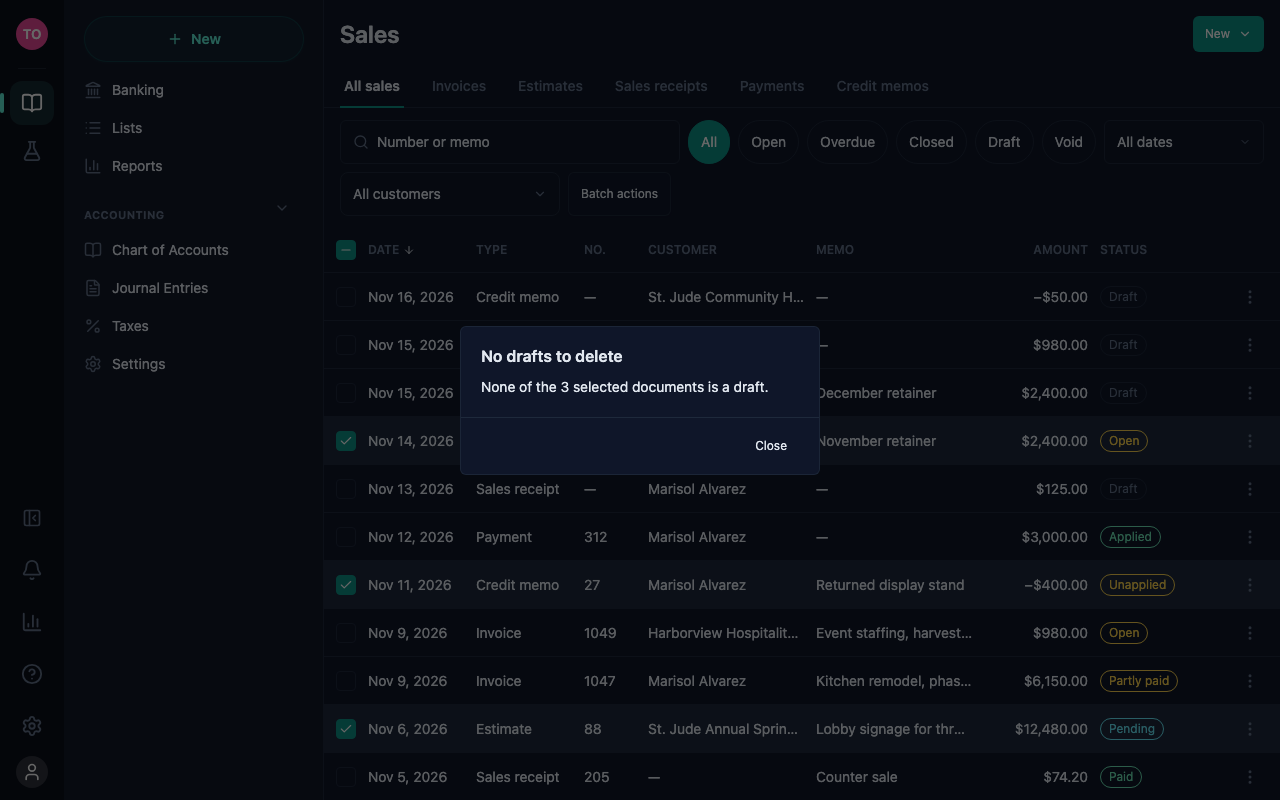 TO
New
Banking
Lists
Reports
ACCOUNTING
Chart of Accounts
Journal Entries
Taxes
Settings
Sales
New
All sales Invoices Estimates Sales receipts Payments Credit memos
Number or memo All Open Overdue Closed Draft Void All dates
All customers Batch actions
DATE ↓ TYPE NO. CUSTOMER MEMO AMOUNT STATUS
Nov 16, 2026 Credit memo — St. Jude Community H... — −$50.00 Draft
Nov 15, 2026 — $980.00 Draft
Nov 15, 2026 December retainer $2,400.00 Draft
Nov 14, 2026 November retainer $2,400.00 Open
Nov 13, 2026 Sales receipt — Marisol Alvarez — $125.00 Draft
Nov 12, 2026 Payment 312 Marisol Alvarez — $3,000.00 Applied
Nov 11, 2026 Credit memo 27 Marisol Alvarez Returned display stand −$400.00 Unapplied
Nov 9, 2026 Invoice 1049 Harborview Hospitalit... Event staffing, harvest... $980.00 Open
Nov 9, 2026 Invoice 1047 Marisol Alvarez Kitchen remodel, phas... $6,150.00 Partly paid
Nov 6, 2026 Estimate 88 St. Jude Annual Sprin... Lobby signage for thr... $12,480.00 Pending
Nov 5, 2026 Sales receipt 205 — Counter sale $74.20 Paid
No drafts to delete
None of the 3 selected documents is a draft.
Close